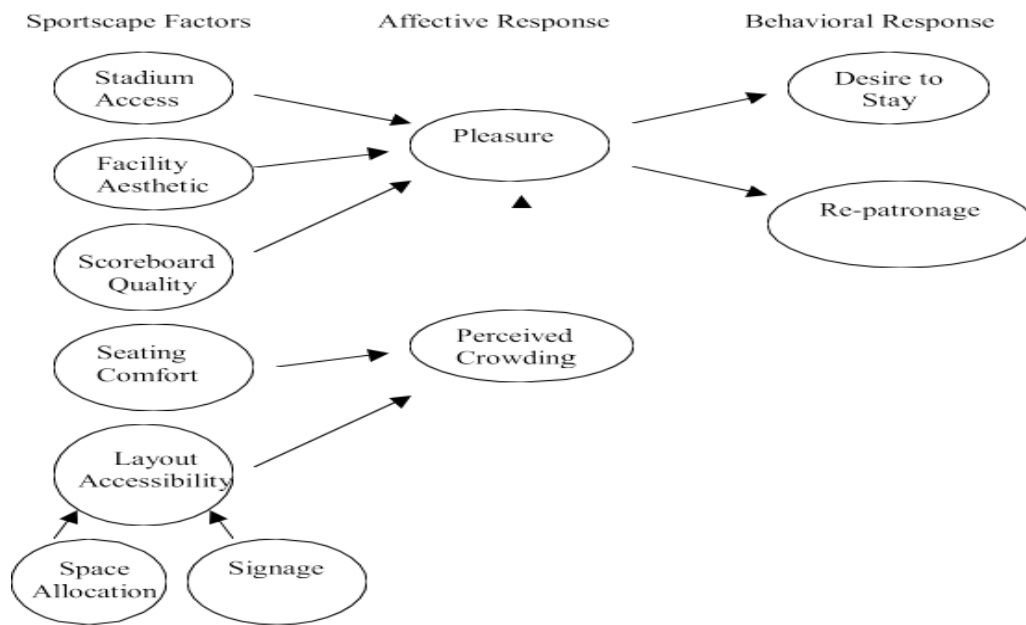 Sportscape Factors
Affective Response
Behavioral Response
Stadium
Access
Pleasure
Desire to
Stay
Facility
Aesthetic
Re-patronage
Scoreboard
Quality
Seating
Comfort
Perceived
Crowding
Layout
Accessibility
Space
Allocation
Signage